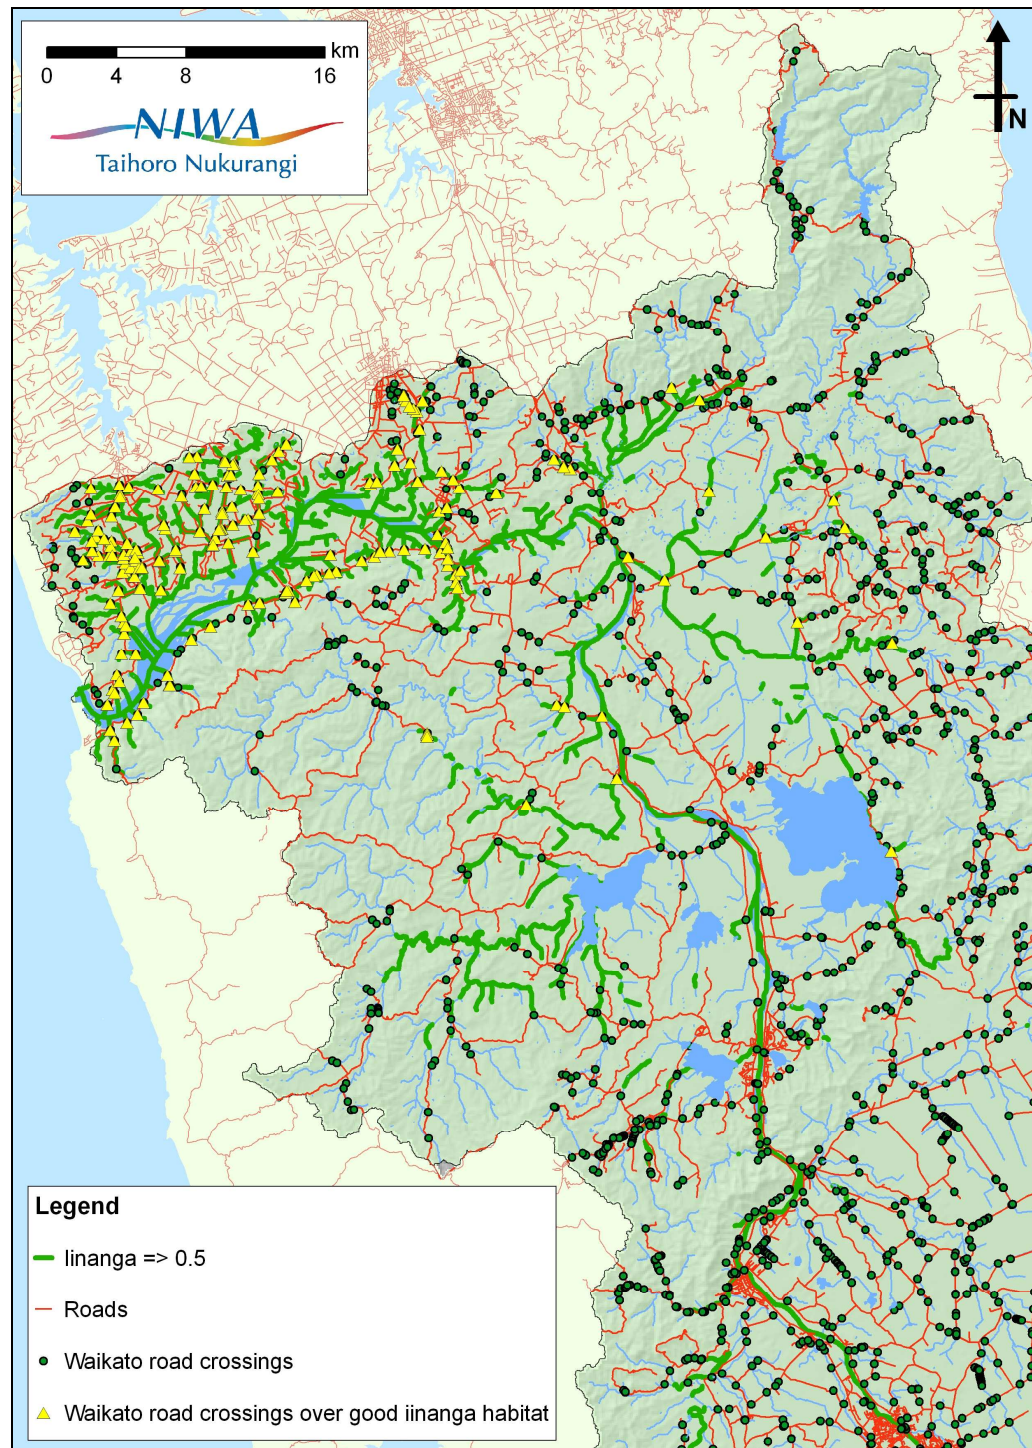 km
0 4 8 16
NIWA
Taihoro Nukurangi
N
Legend
Iinanga => 0.5
Roads
Waikato road crossings
Waikato road crossings over good iinanga habitat